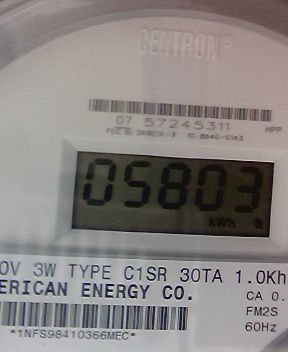 CENTRON®
07 57245311 HPP
05803
kWh
0V 3W TYPE C1SR 30TA 1.0Kh
ERICAN ENERGY CO.
CA 0.
FM2S
60Hz
*1NFS98410366MEC*